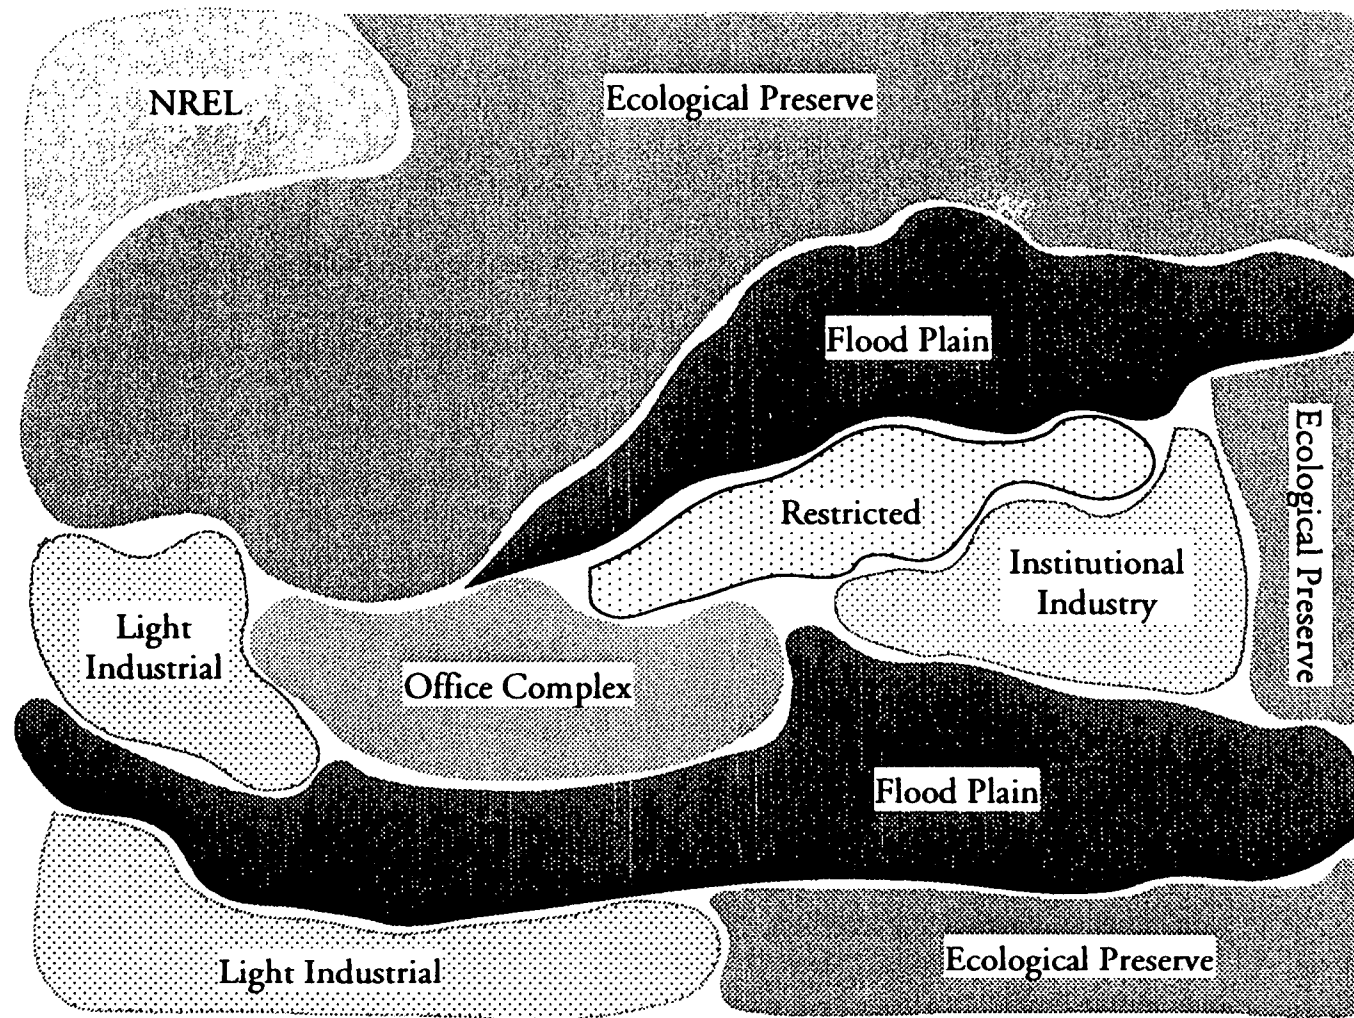 NREL
Ecological Preserve
Flood Plain
Ecological Preserve
Restricted
Institutional
Industry
Light
Industrial
Office Complex
Flood Plain
Light Industrial
Ecological Preserve